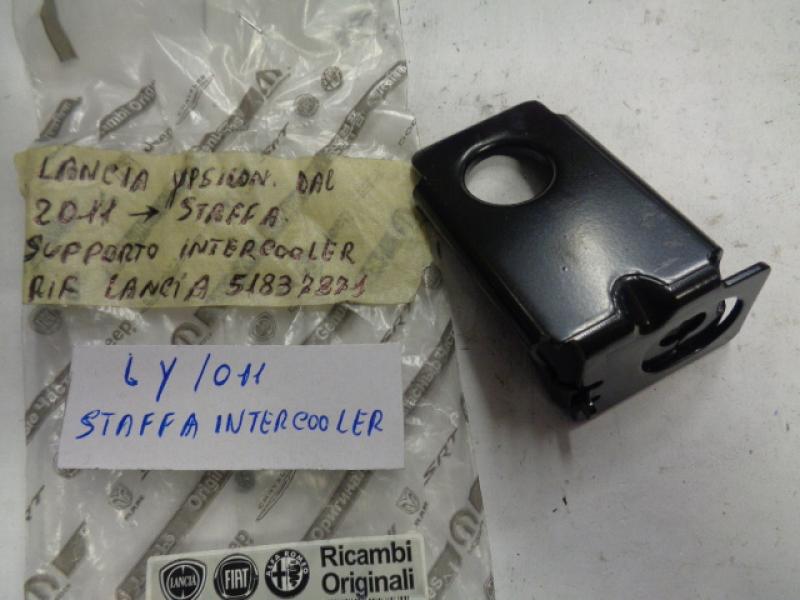 LANCIA YPSILON. DAL
2011 → STAFFA
SUPPORTO INTERCOOLER
RIF LANCIA 51837821
LY/011
STAFFA INTERCOOLER
LANCIA FIAT ALFA ROMEO
Ricambi
Originali